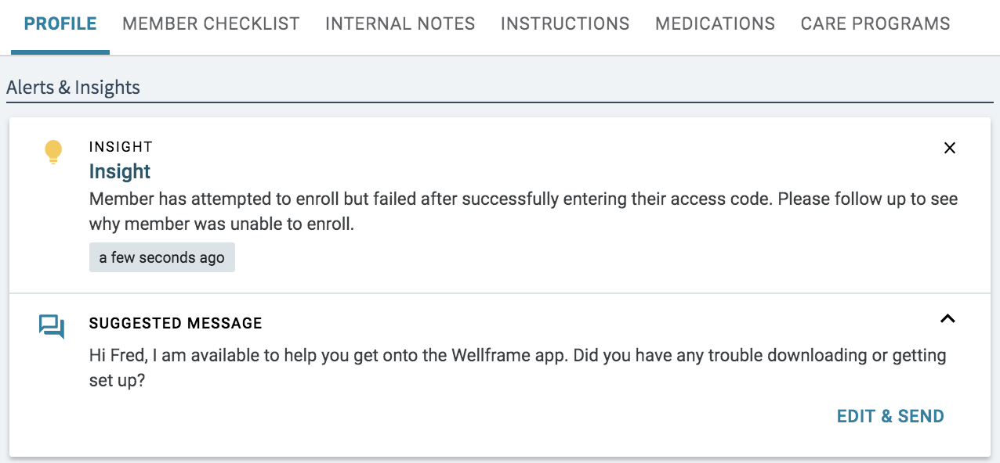 PROFILE MEMBER CHECKLIST INTERNAL NOTES INSTRUCTIONS MEDICATIONS CARE PROGRAMS
Alerts & Insights
INSIGHT
Insight
Member has attempted to enroll but failed after successfully entering their access code. Please follow up to see
why member was unable to enroll.
a few seconds ago
SUGGESTED MESSAGE
Hi Fred, I am available to help you get onto the Wellframe app. Did you have any trouble downloading or getting
set up?
EDIT & SEND